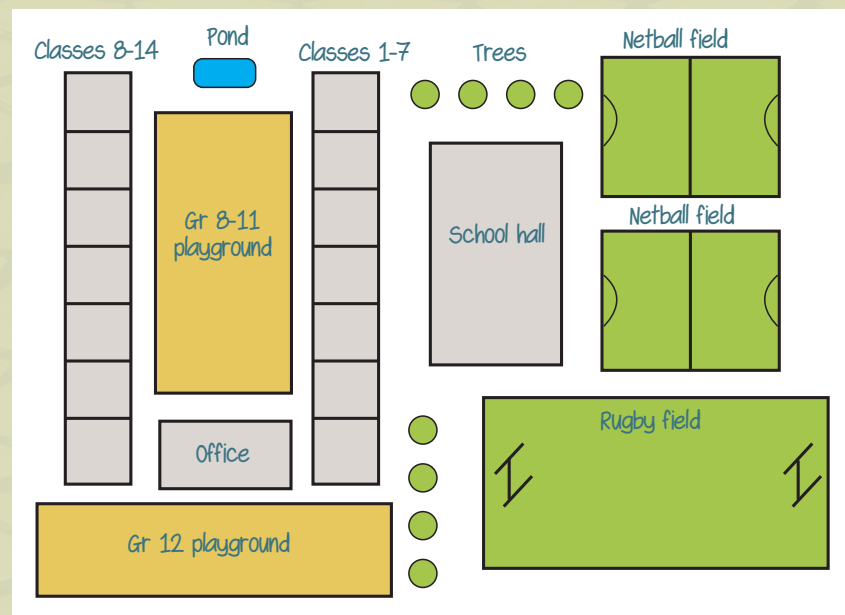 Classes 8-14
Pond
Classes 1-7
Trees
Netball field
Gr 8-11
playground
School hall
Netball field
Rugby field
Office
Gr 12 playground